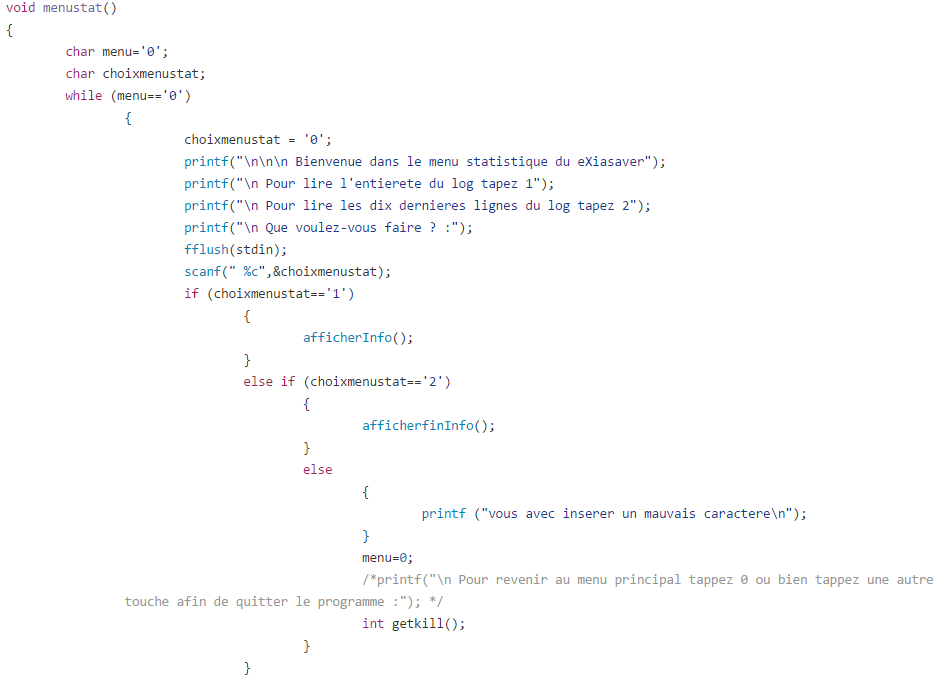 void menustat()
{
char menu='0';
char choixmenustat;
while (menu=='0')
{
choixmenustat = '0';
printf("\n\n\n Bienvenue dans le menu statistique du eXiasaver");
printf("\n Pour lire l'entierete du log tapez 1");
printf("\n Pour lire les dix dernieres lignes du log tapez 2");
printf("\n Que voulez-vous faire ? :");
fflush(stdin);
scanf(" %c",&choixmenustat);
if (choixmenustat=='1')
{
afficherInfo();
}
else if (choixmenustat=='2')
{
afficherfinInfo();
}
else
{
printf ("vous avec inserer un mauvais caractere\n");
}
menu=0;
/*printf("\n Pour revenir au menu principal tappez 0 ou bien tappez une autre
touche afin de quitter le programme :"); */
int getkill();
}
}